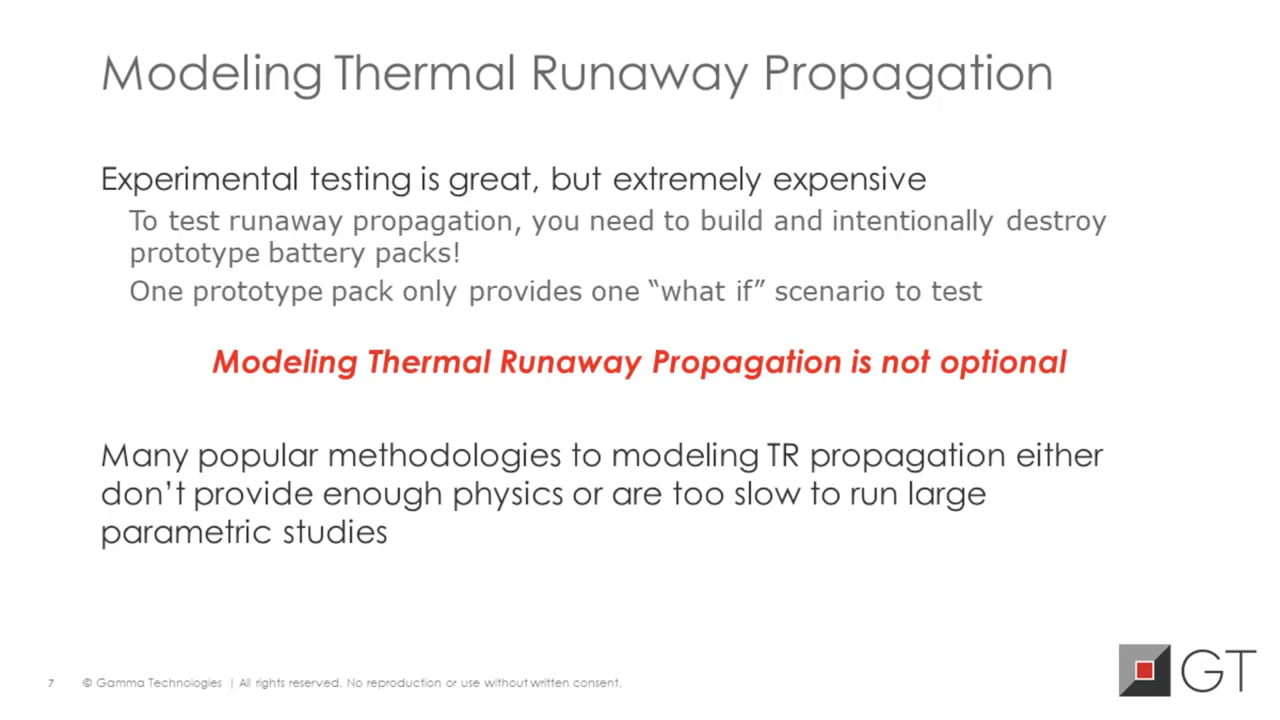 Modeling Thermal Runaway Propagation
Experimental testing is great, but extremely expensive
To test runaway propagation, you need to build and intentionally destroy
prototype battery packs!
One prototype pack only provides one “what if” scenario to test
Modeling Thermal Runaway Propagation is not optional
Many popular methodologies to modeling TR propagation either
don’t provide enough physics or are too slow to run large
parametric studies
7 © Gamma Technologies | All rights reserved. No reproduction or use without written consent.
GT